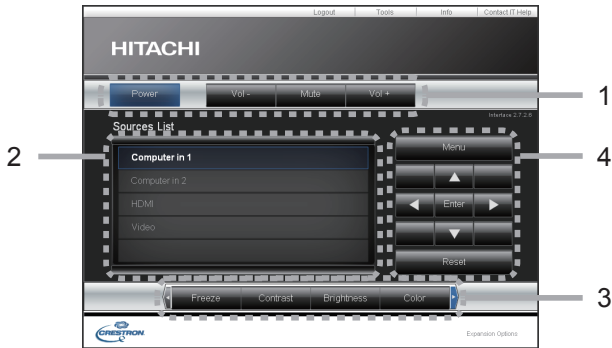 Logout Tools Info Contact IT Help
HITACHI
Power Vol - Mute Vol + 1
Interface 2.7.2.6
Sources List
Menu
2 Computer in 1 4
Computer in 2
HDMI Enter
Video
Reset
Freeze Contrast Brightness Color 3
CRESTRON Expansion Options